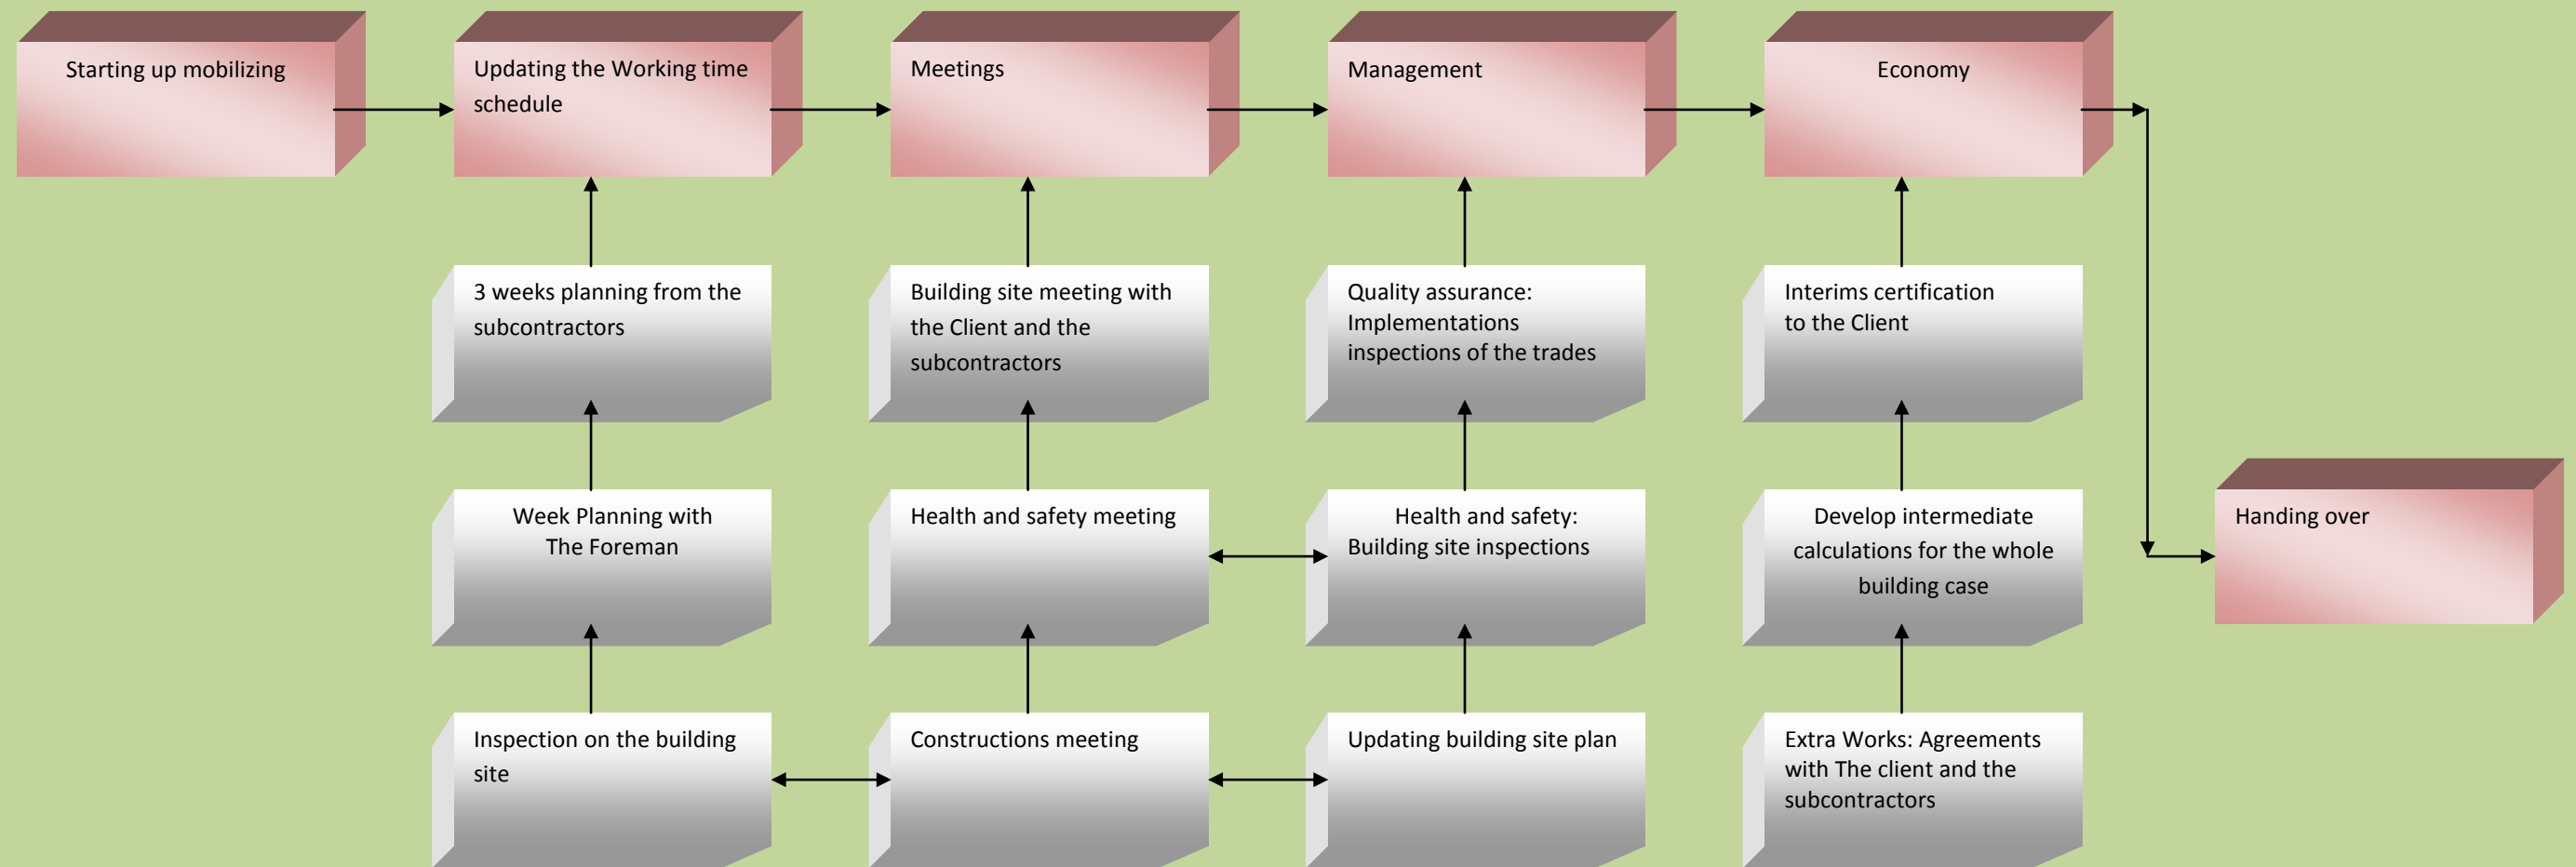 Starting up mobilizing
Updating the Working time
schedule
Meetings
Management
Economy
3 weeks planning from the
subcontractors
Building site meeting with
the Client and the
subcontractors
Quality assurance:
Implementations
inspections of the trades
Interims certification
to the Client
Week Planning with
The Foreman
Health and safety meeting
Health and safety:
Building site inspections
Develop intermediate
calculations for the whole
building case
Handing over
Inspection on the building
site
Constructions meeting
Updating building site plan
Extra Works: Agreements
with The client and the
subcontractors